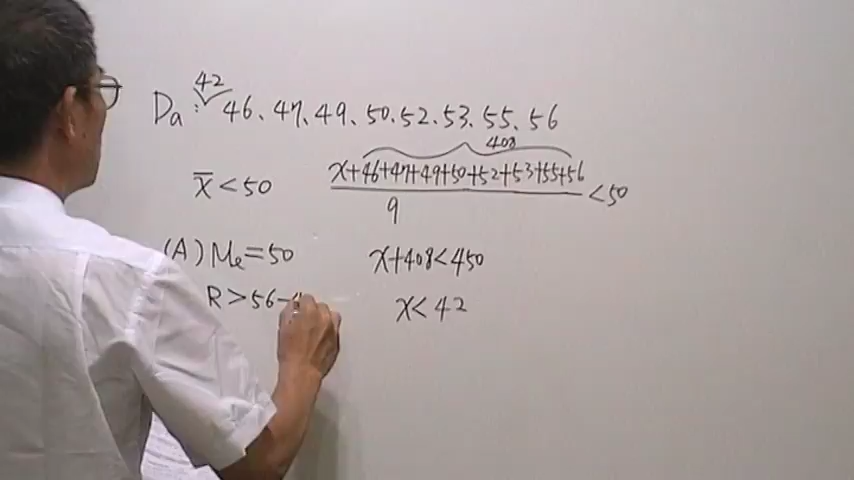 42
Da : 46、47、49、50、52、53、55、56
408
x̄ < 50
x+46+47+49+50+52+53+55+56 / 9 < 50
(A) Me = 50
x+408<450
R > 56-
x < 42